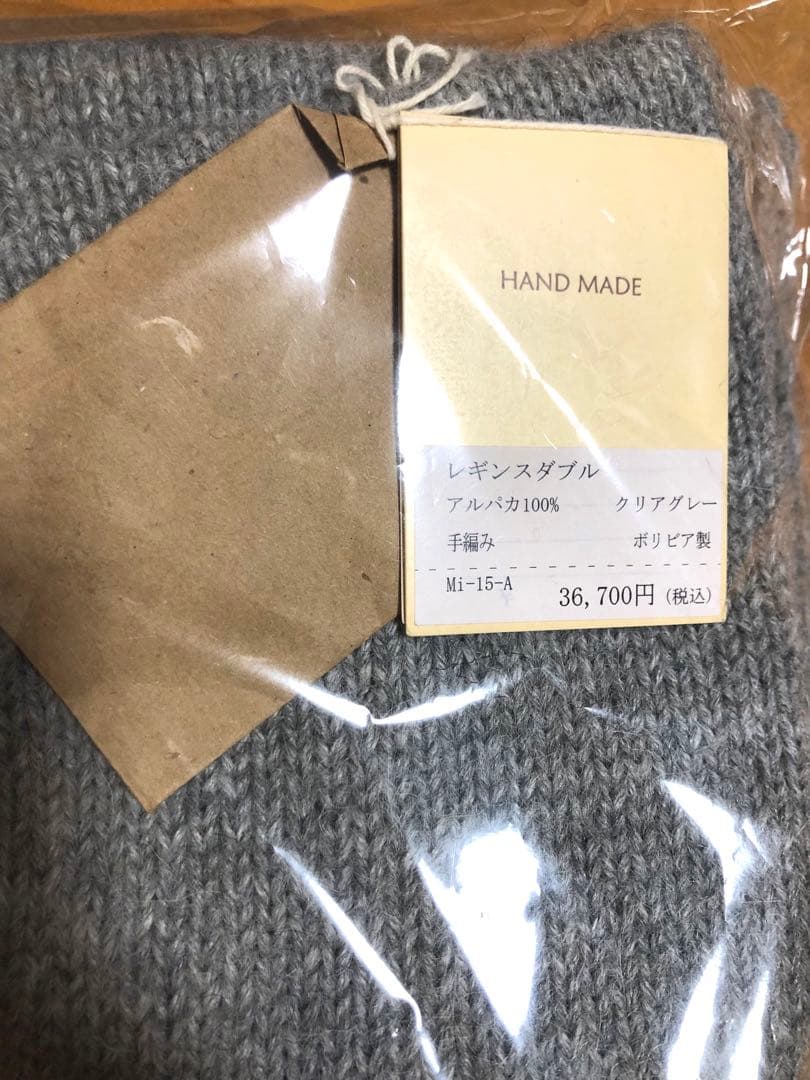 HAND MADE
レギンスダブル
アルパカ100% クリアグレー
手編み ボリビア製
Mi-15-A 36,700円(税込)